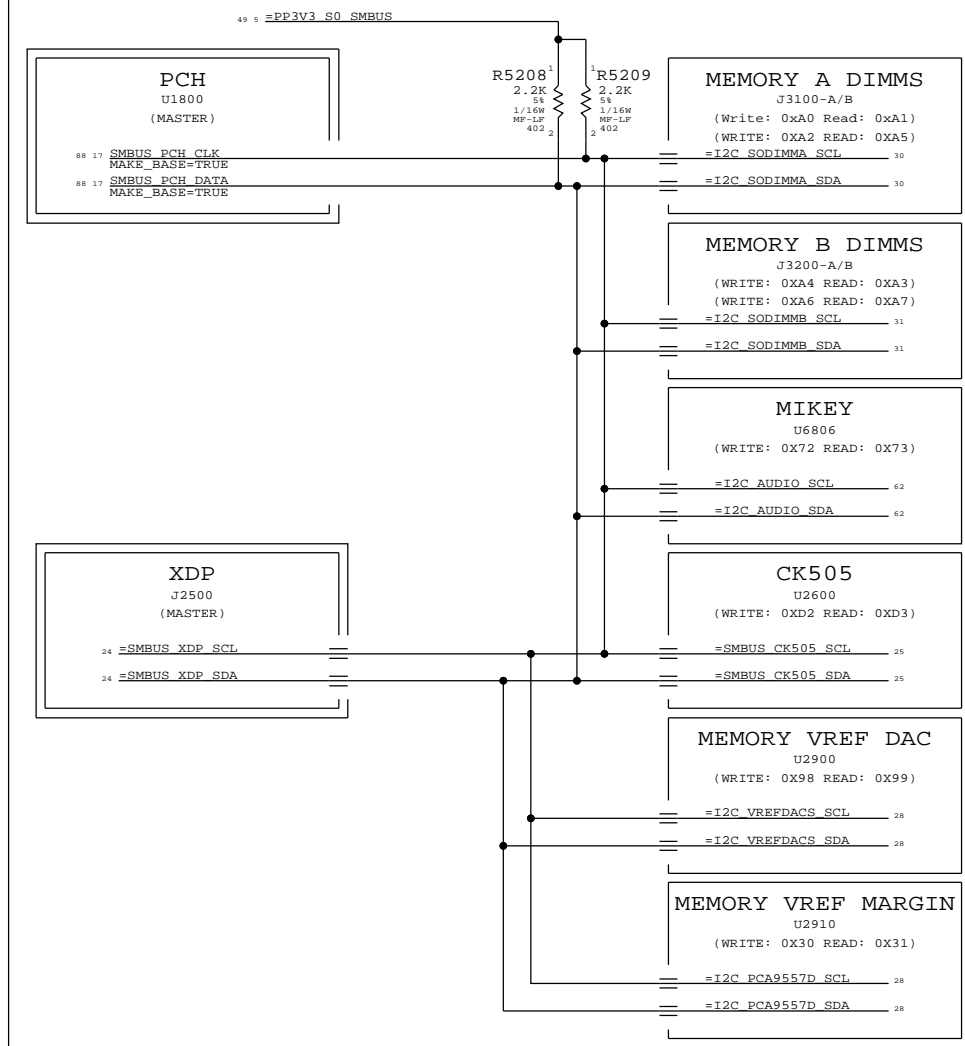 49 5 =PP3V3_S0_SMBUS
PCH
U1800
(MASTER)
88 17 SMBUS_PCH_CLK
MAKE_BASE=TRUE
88 17 SMBUS_PCH_DATA
MAKE_BASE=TRUE
R5208
2.2K
5%
1/16W
MF-LF
402
1
2
R5209
2.2K
5%
1/16W
MF-LF
402
1
2
MEMORY A DIMMS
J3100-A/B
(Write: 0xA0 Read: 0xA1)
(WRITE: 0XA2 READ: 0XA5)
=I2C_SODIMMA_SCL 30
=I2C_SODIMMA_SDA 30
MEMORY B DIMMS
J3200-A/B
(WRITE: 0XA4 READ: 0XA3)
(WRITE: 0XA6 READ: 0XA7)
=I2C_SODIMMB_SCL 31
=I2C_SODIMMB_SDA 31
MIKEY
U6806
(WRITE: 0X72 READ: 0X73)
=I2C_AUDIO_SCL 62
=I2C_AUDIO_SDA 62
XDP
J2500
(MASTER)
24 =SMBUS_XDP_SCL
24 =SMBUS_XDP_SDA
CK505
U2600
(WRITE: 0XD2 READ: 0XD3)
=SMBUS_CK505_SCL 25
=SMBUS_CK505_SDA 25
MEMORY VREF DAC
U2900
(WRITE: 0X98 READ: 0X99)
=I2C_VREFDACS_SCL 28
=I2C_VREFDACS_SDA 28
MEMORY VREF MARGIN
U2910
(WRITE: 0X30 READ: 0X31)
=I2C_PCA9557D_SCL 28
=I2C_PCA9557D_SDA 28